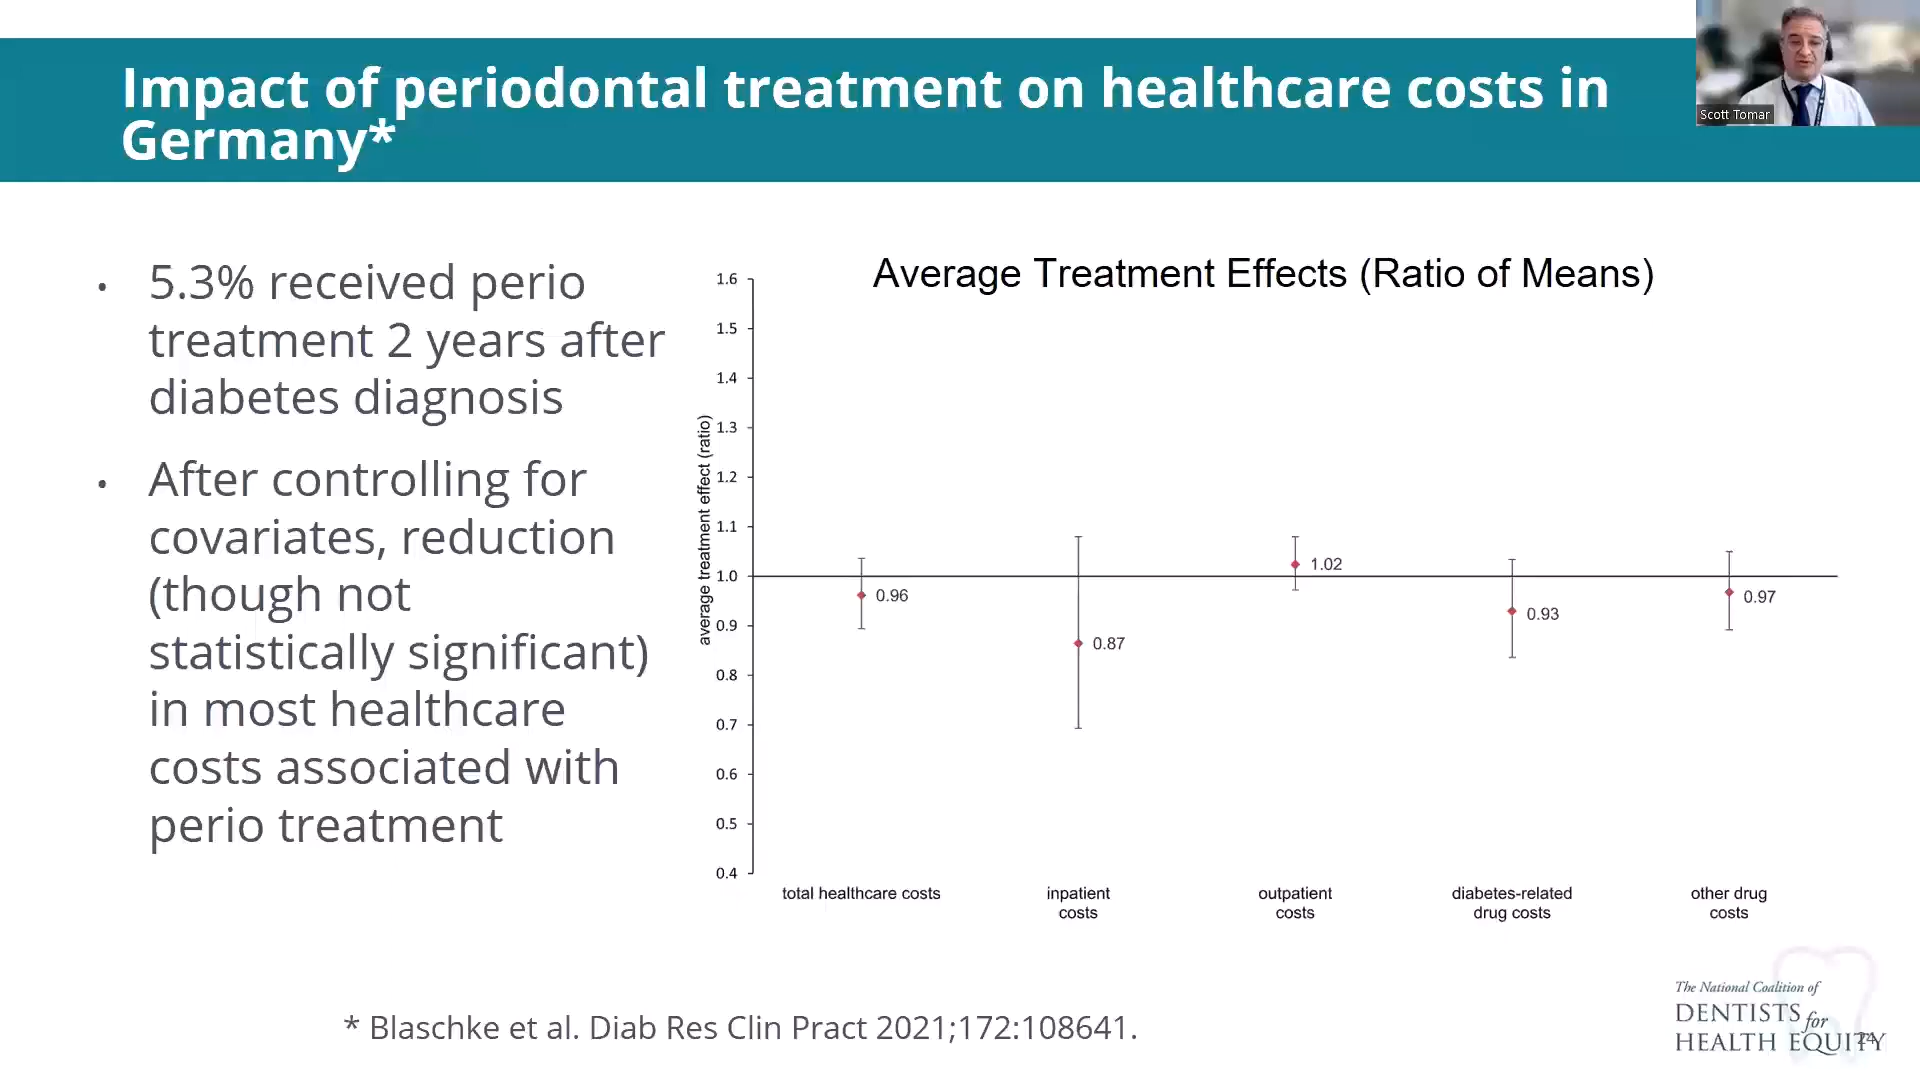 Impact of periodontal treatment on healthcare costs in
Germany*
Scott Tomar
• 5.3% received perio
treatment 2 years after
diabetes diagnosis
• After controlling for
covariates, reduction
(though not
statistically significant)
in most healthcare
costs associated with
perio treatment
Average Treatment Effects (Ratio of Means)
average treatment effect (ratio)
1.6
1.5
1.4
1.3
1.2
1.1
1.0
0.9
0.8
0.7
0.6
0.5
0.4
0.96
0.87
1.02
0.93
0.97
total healthcare costs
inpatient
costs
outpatient
costs
diabetes-related
drug costs
other drug
costs
* Blaschke et al. Diab Res Clin Pract 2021;172:108641.
The National Coalition of
DENTISTS for
HEALTH EQUITY
24